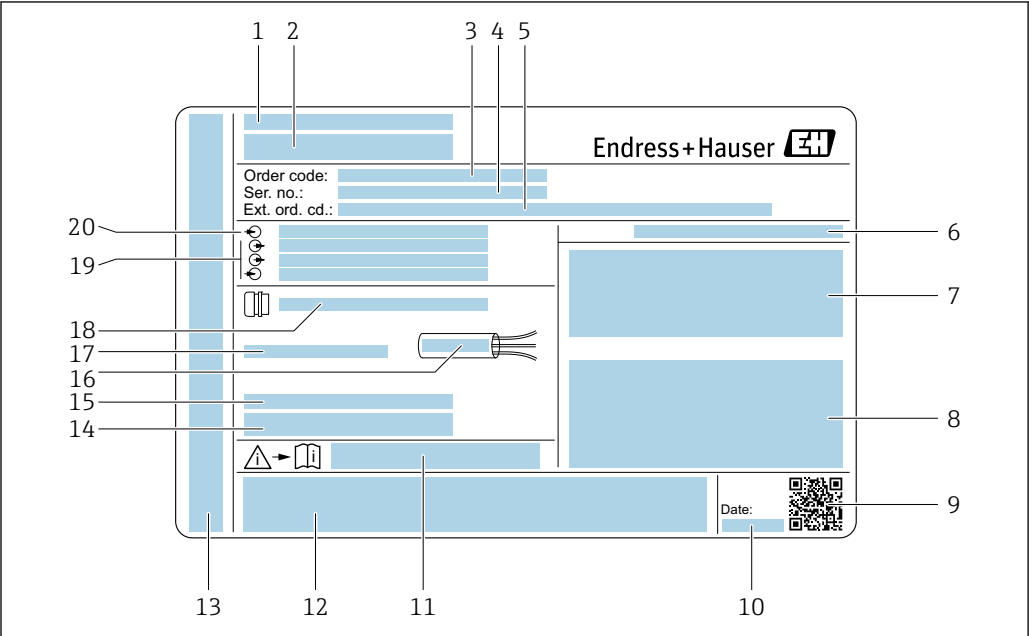 1 2 3 4 5
Endress+Hauser EH
Order code:
Ser. no.:
Ext. ord. cd.:
20
6
19
7
18
17
16
15
14
8
i i
Date:
9
13 12 11 10